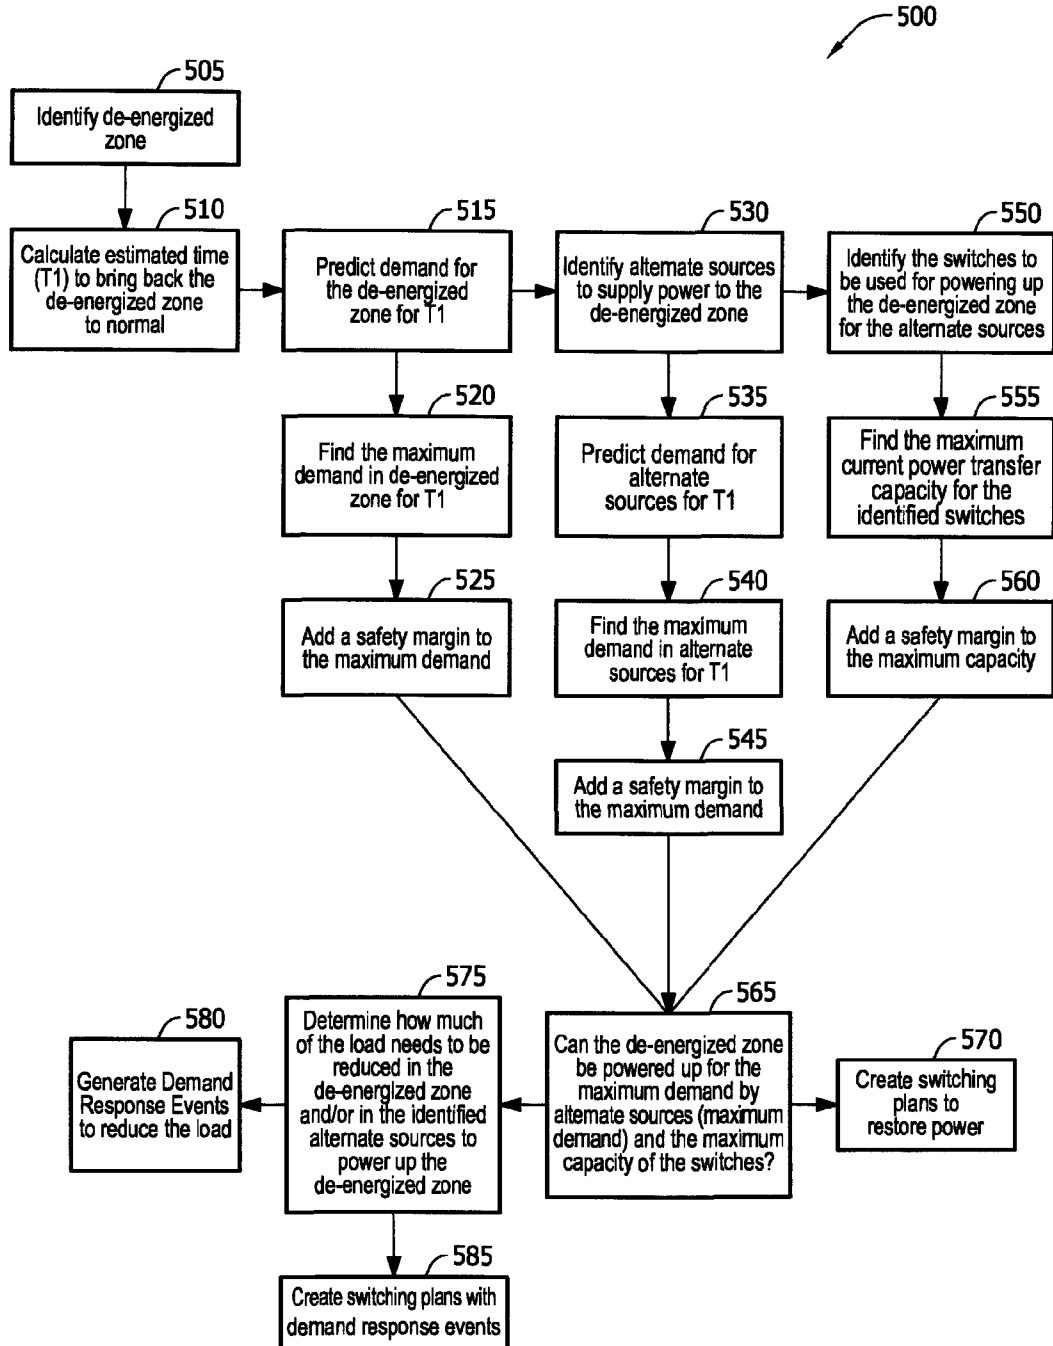 500
505
Identify de-energized
zone
510
Calculate estimated time
(T1) to bring back the
de-energized zone
to normal
515
Predict demand for
the de-energized
zone for T1
530
Identify alternate sources
to supply power to the
de-energized zone
550
Identify the switches to
be used for powering up
the de-energized zone
for the alternate sources
520
Find the maximum
demand in de-energized
zone for T1
535
Predict demand for
alternate
sources for T1
555
Find the maximum
current power transfer
capacity for the
identified switches
525
Add a safety margin to
the maximum demand
540
Find the maximum
demand in alternate
sources for T1
560
Add a safety margin to
the maximum capacity
545
Add a safety margin to
the maximum demand
580
Generate Demand
Response Events
to reduce the load
575
Determine how much
of the load needs to be
reduced in the
de-energized zone
and/or in the identified
alternate sources to
power up the
de-energized zone
565
Can the de-energized zone
be powered up for the
maximum demand by
alternate sources (maximum
demand) and the maximum
capacity of the switches?
570
Create switching
plans to
restore power
585
Create switching plans with
demand response events